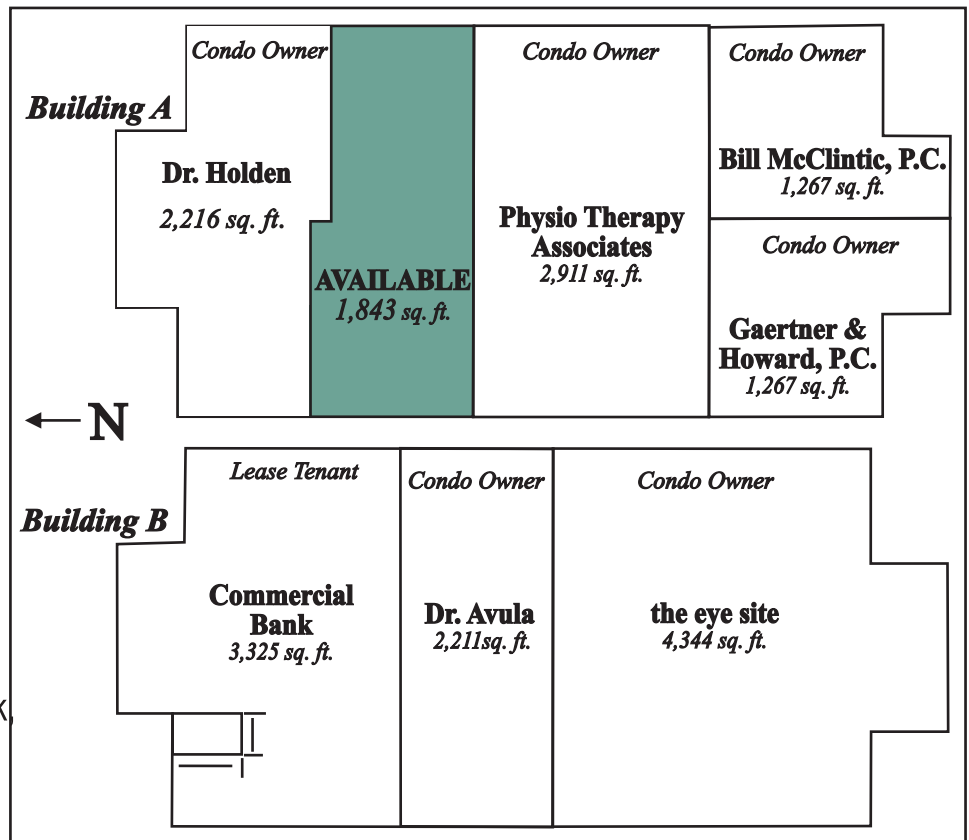 Building A
Condo Owner
Dr. Holden
2,216 sq. ft.
AVAILABLE
1,843 sq. ft.
Condo Owner
Physio Therapy
Associates
2,911 sq. ft.
Condo Owner
Bill McClintic, P.C.
1,267 sq. ft.
Condo Owner
Gaertner &
Howard, P.C.
1,267 sq. ft.
N
Building B
Lease Tenant
Commercial
Bank
3,325 sq. ft.
Condo Owner
Dr. Avula
2,211sq. ft.
Condo Owner
the eye site
4,344 sq. ft.